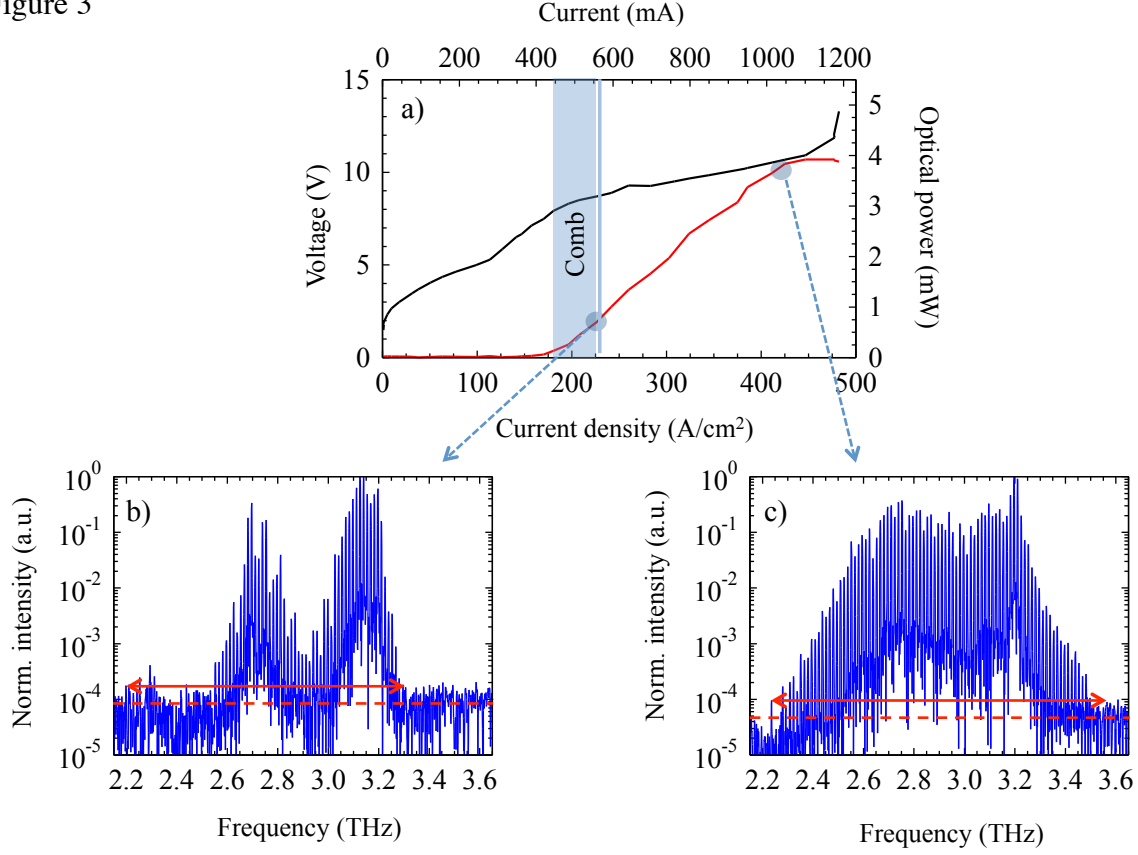 Figure 3
Current (mA)
0 200 400 600 800 1000 1200
15
10
5
0
a)
Comb
Voltage (V)
5
4
3
2
1
0
Optical power (mW)
0 100 200 300 400 500
Current density (A/cm²)
10⁰
10⁻¹
10⁻²
10⁻³
10⁻⁴
10⁻⁵
b)
Norm. intensity (a.u.)
2.2 2.4 2.6 2.8 3.0 3.2 3.4 3.6
Frequency (THz)
10⁰
10⁻¹
10⁻²
10⁻³
10⁻⁴
10⁻⁵
c)
Norm. intensity (a.u.)
2.2 2.4 2.6 2.8 3.0 3.2 3.4 3.6
Frequency (THz)